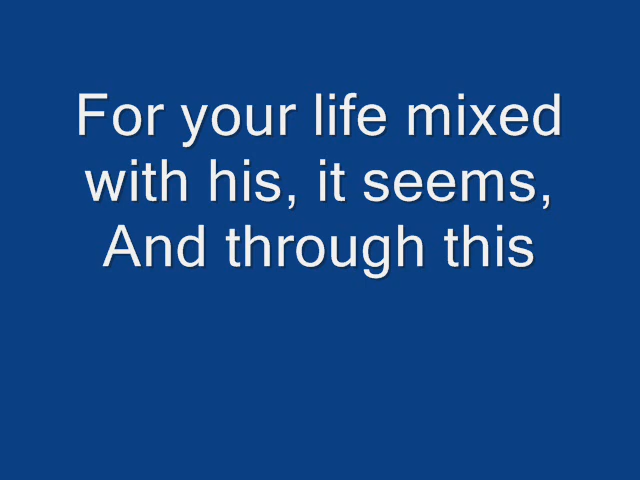 For your life mixed
with his, it seems,
And through this